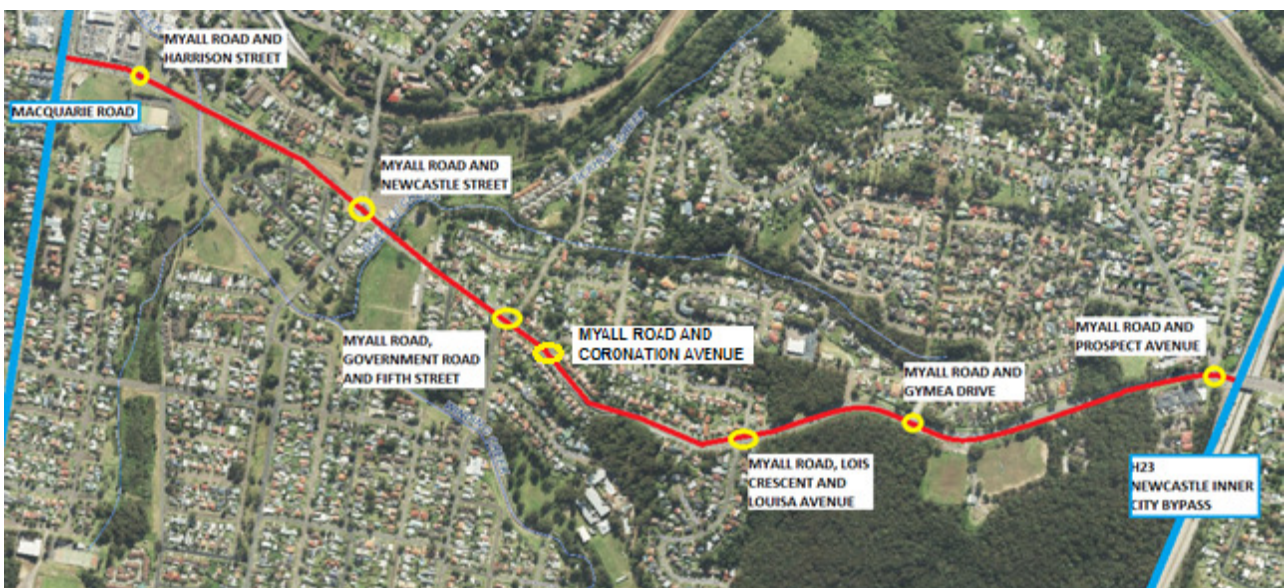 MYALL ROAD AND
HARRISON STREET
MACQUARIE ROAD
MYALL ROAD AND
NEWCASTLE STREET
MYALL ROAD,
GOVERNMENT ROAD
AND FIFTH STREET
MYALL ROAD AND
CORONATION AVENUE
MYALL ROAD AND
PROSPECT AVENUE
MYALL ROAD AND
GYMEA DRIVE
MYALL ROAD, LOIS
CRESCENT AND
LOUISA AVENUE
H23
NEWCASTLE INNER
CITY BYPASS